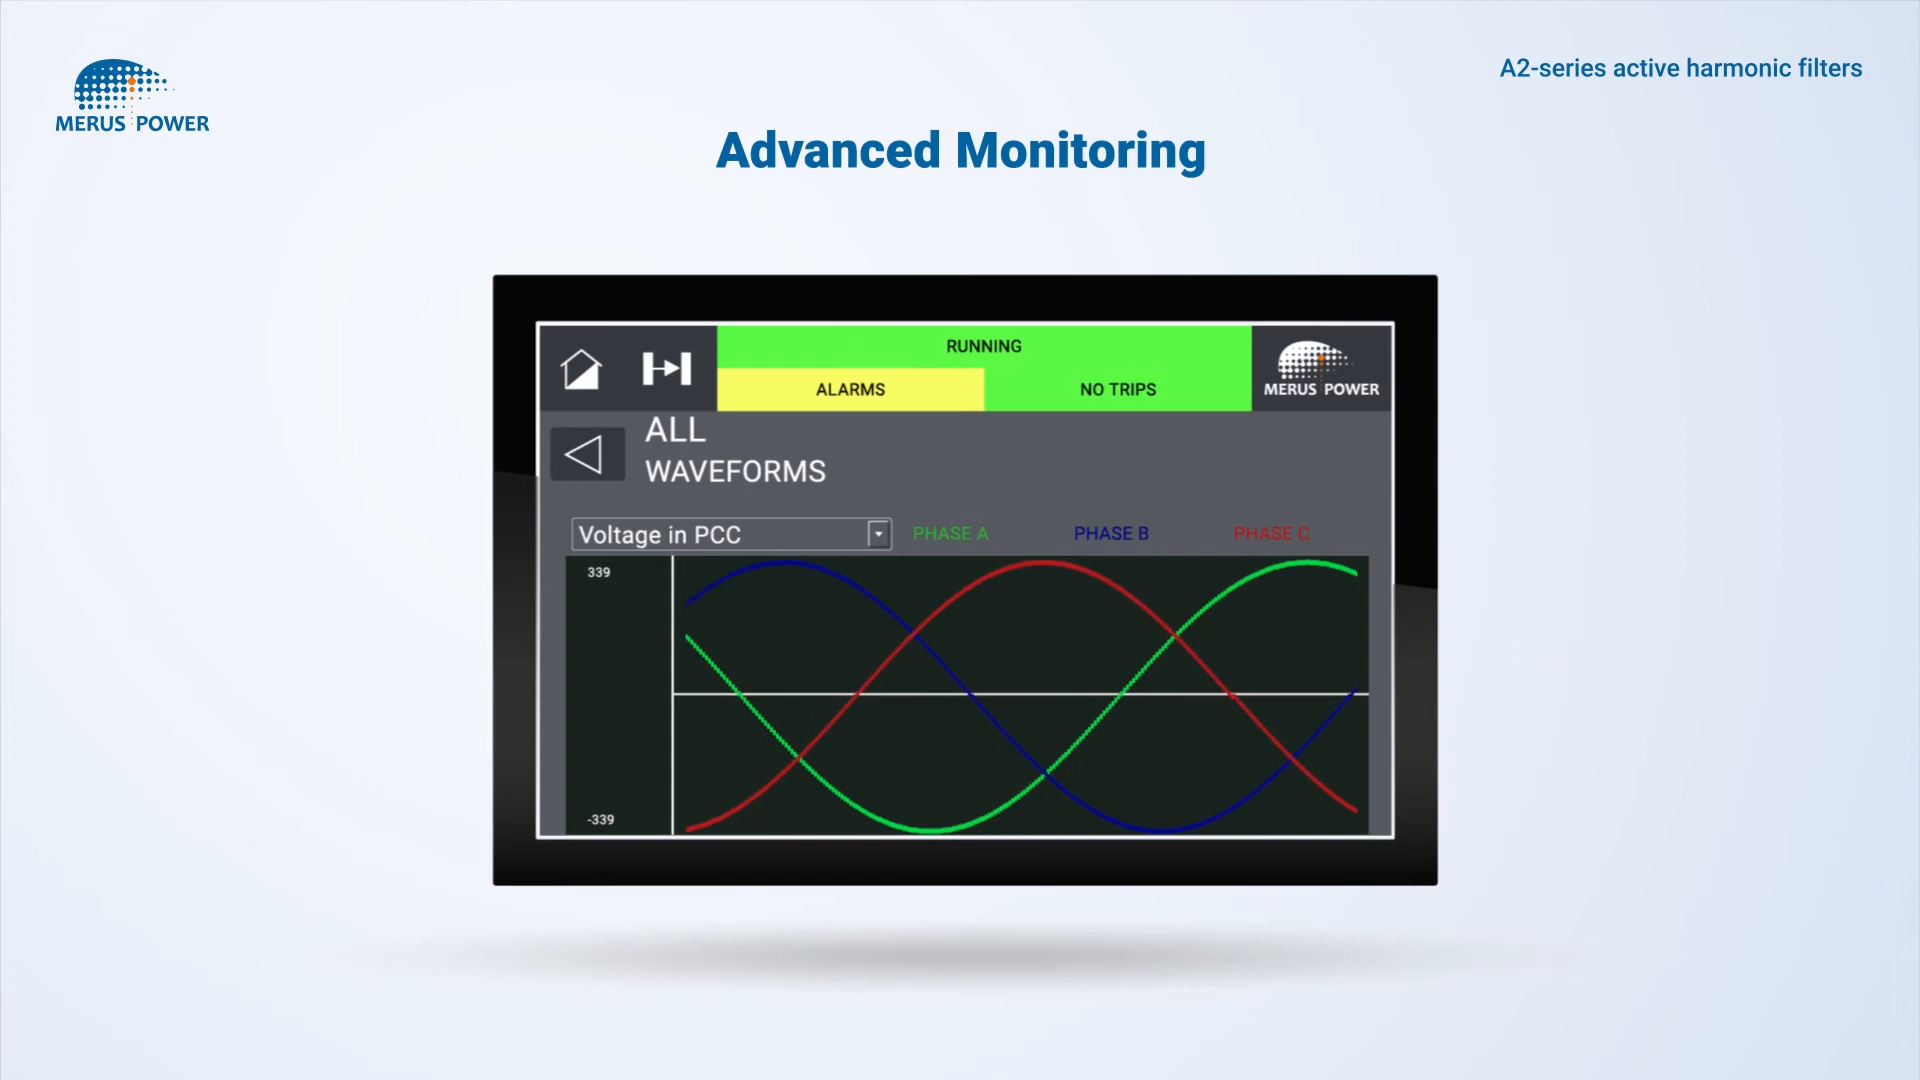 MERUS POWER
A2-series active harmonic filters
Advanced Monitoring
RUNNING
ALARMS
NO TRIPS
MERUS POWER
ALL
WAVEFORMS
Voltage in PCC
PHASE A
PHASE B
PHASE C
339
-339